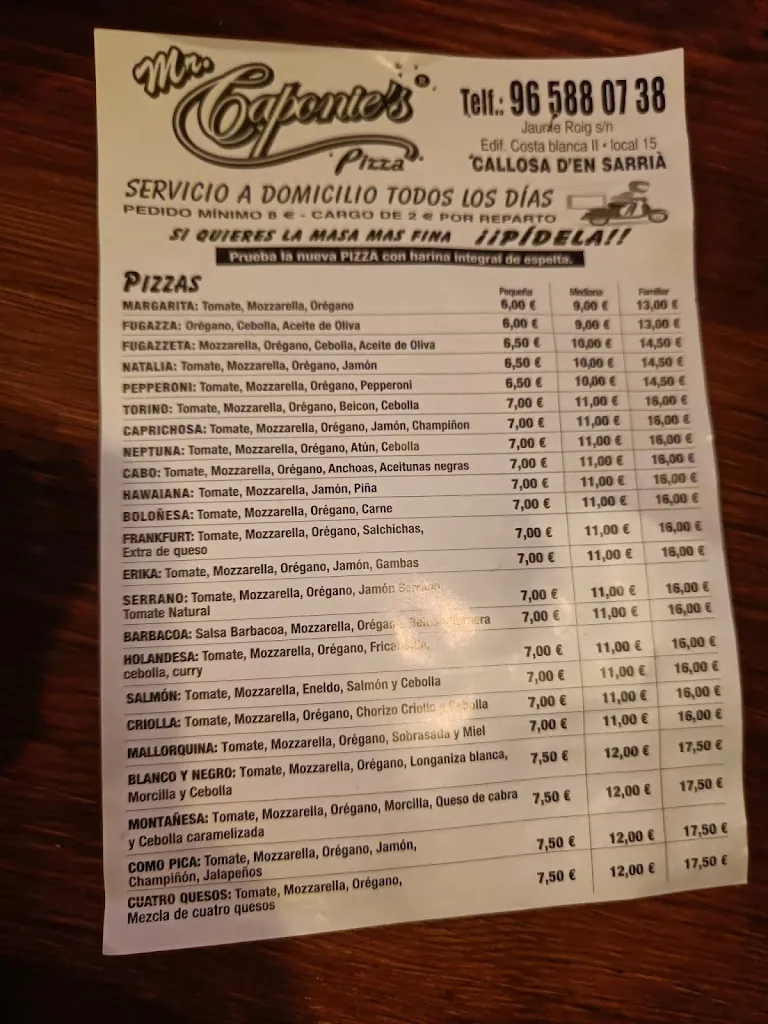 Mr.
Caponte's ®
Pizza
Telf.: 96 588 07 38
Jaume Roig s/n
Edif. Costa blanca II • local 15
CALLOSA D'EN SARRIÀ
SERVICIO A DOMICILIO TODOS LOS DÍAS
PEDIDO MÍNIMO 8 € - CARGO DE 2 € POR REPARTO
SI QUIERES LA MASA MAS FINA ¡¡PÍDELA!!
Prueba la nueva PIZZA con harina integral de espelta.
PIZZAS Pequeña Mediana Familiar
MARGARITA: Tomate, Mozzarella, Orégano 6,00 € 9,00 € 13,00 €
FUGAZZA: Orégano, Cebolla, Aceite de Oliva 6,00 € 9,00 € 13,00 €
FUGAZZETA: Mozzarella, Orégano, Cebolla, Aceite de Oliva 6,50 € 10,00 € 14,50 €
NATALIA: Tomate, Mozzarella, Orégano, Jamón 6,50 € 10,00 € 14,50 €
PEPPERONI: Tomate, Mozzarella, Orégano, Pepperoni 6,50 € 10,00 € 14,50 €
TORINO: Tomate, Mozzarella, Orégano, Beicon, Cebolla 7,00 € 11,00 € 16,00 €
CAPRICHOSA: Tomate, Mozzarella, Orégano, Jamón, Champiñon 7,00 € 11,00 € 16,00 €
NEPTUNA: Tomate, Mozzarella, Orégano, Atún, Cebolla 7,00 € 11,00 € 16,00 €
CABO: Tomate, Mozzarella, Orégano, Anchoas, Aceitunas negras 7,00 € 11,00 € 16,00 €
HAWAIANA: Tomate, Mozzarella, Jamón, Piña 7,00 € 11,00 € 16,00 €
BOLOÑESA: Tomate, Mozzarella, Orégano, Carne 7,00 € 11,00 € 16,00 €
FRANKFURT: Tomate, Mozzarella, Orégano, Salchichas,
Extra de queso 7,00 € 11,00 € 16,00 €
ERIKA: Tomate, Mozzarella, Orégano, Jamón, Gambas 7,00 € 11,00 € 16,00 €
SERRANO: Tomate, Mozzarella, Orégano, Jamón Serrano,
Tomate Natural 7,00 € 11,00 € 16,00 €
BARBACOA: Salsa Barbacoa, Mozzarella, Orégano, 7,00 € 11,00 € 16,00 €
HOLANDESA: Tomate, Mozzarella, Orégano,
cebolla, curry 7,00 € 11,00 € 16,00 €
SALMÓN: Tomate, Mozzarella, Eneldo, Salmón y Cebolla 7,00 € 11,00 € 16,00 €
CRIOLLA: Tomate, Mozzarella, Orégano, Chorizo Criollo y Cebolla 7,00 € 11,00 € 16,00 €
MALLORQUINA: Tomate, Mozzarella, Orégano, Sobrasada y Miel 7,00 € 11,00 € 16,00 €
BLANCO Y NEGRO: Tomate, Mozzarella, Orégano, Longaniza blanca,
Morcilla y Cebolla 7,50 € 12,00 € 17,50 €
MONTAÑESA: Tomate, Mozzarella, Orégano, Morcilla, Queso de cabra
y Cebolla caramelizada 7,50 € 12,00 € 17,50 €
COMO PICA: Tomate, Mozzarella, Orégano, Jamón,
Champiñón, Jalapeños 7,50 € 12,00 € 17,50 €
CUATRO QUESOS: Tomate, Mozzarella, Orégano,
Mezcla de cuatro quesos 7,50 € 12,00 € 17,50 €